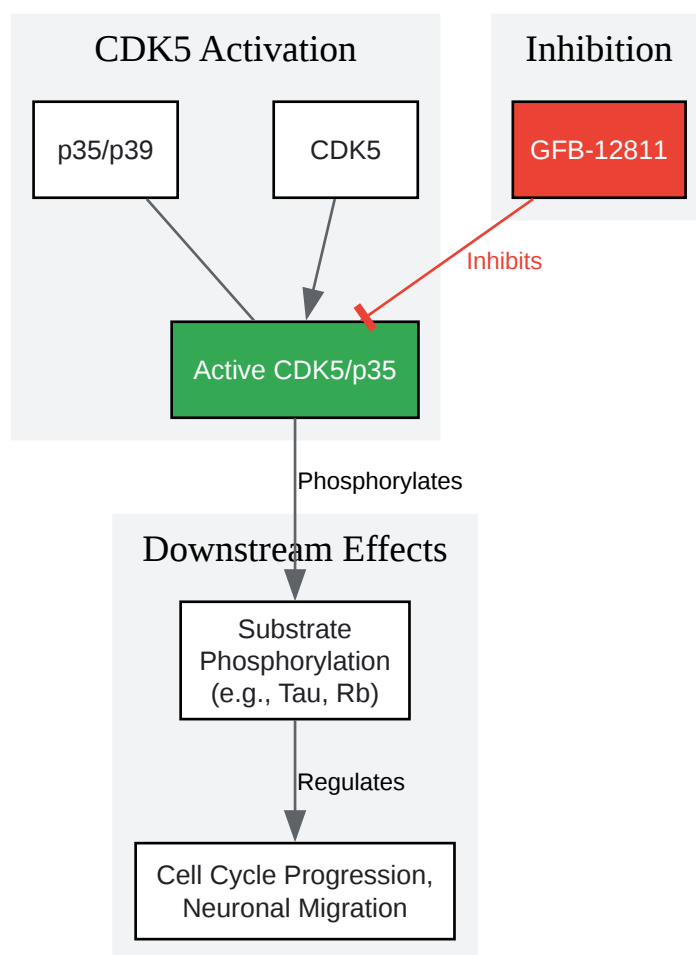 CDK5 Activation
Inhibition
p35/p39
CDK5
GFB-12811
Inhibits
Active CDK5/p35
Phosphorylates
Downstream Effects
Substrate
Phosphorylation
(e.g., Tau, Rb)
Regulates
Cell Cycle Progression,
Neuronal Migration